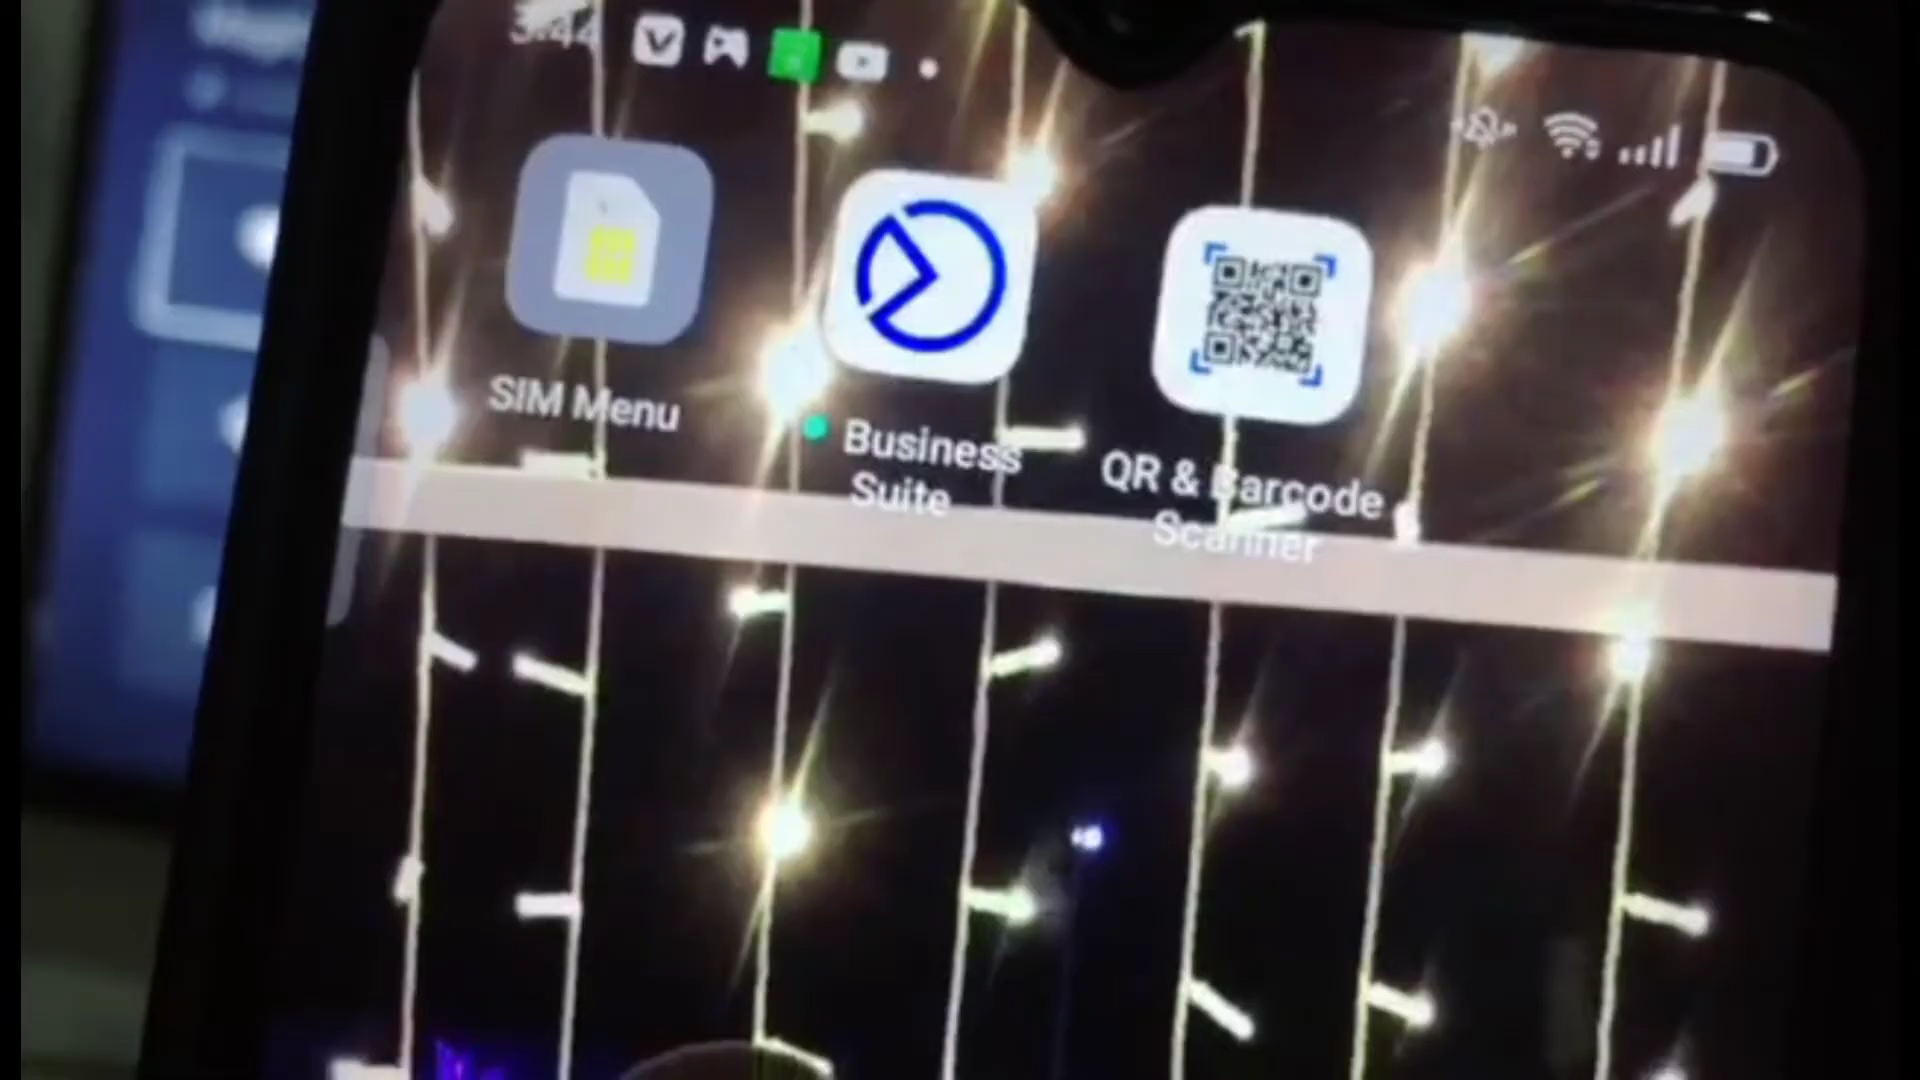 3:44
SIM Menu
Business
Suite
QR & Barcode
Scanner